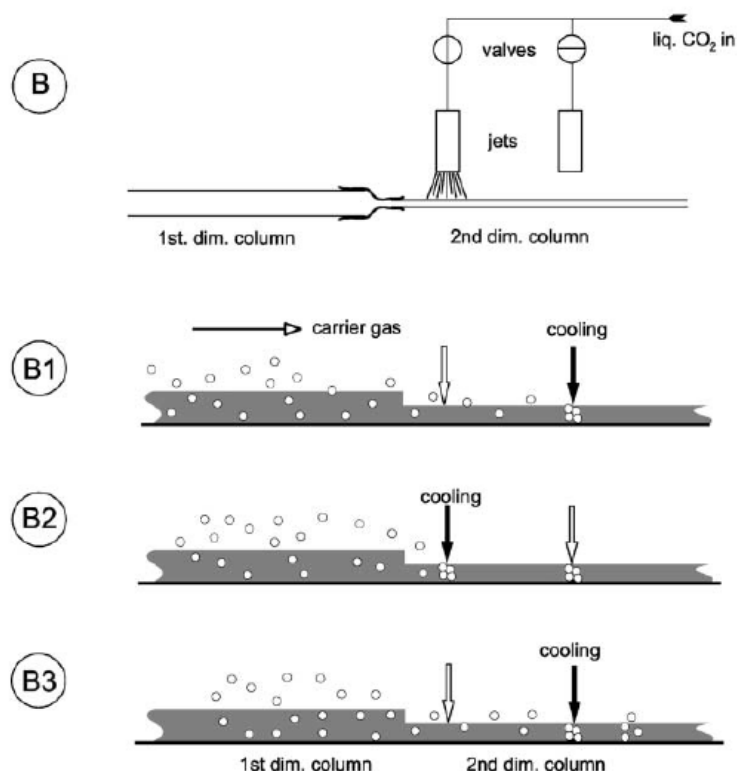 B
liq. CO₂ in
valves
jets
1st. dim. column 2nd dim. column
B1
carrier gas
cooling
B2
cooling
B3
cooling
1st dim. column 2nd dim. column